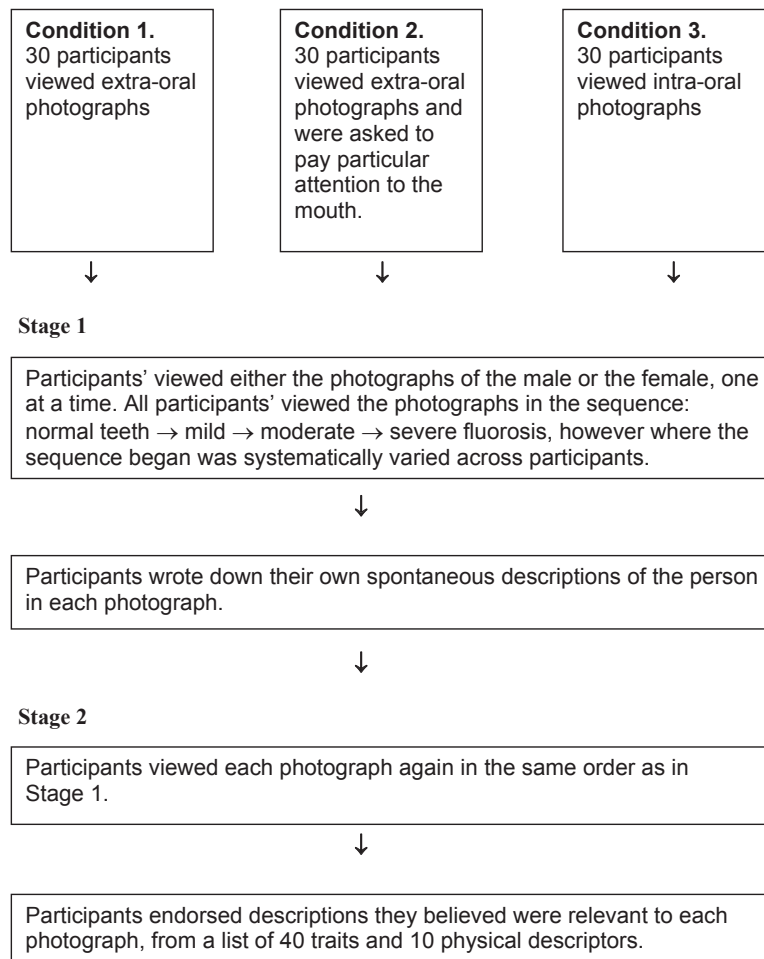 Condition 1.
30 participants
viewed extra-oral
photographs
Condition 2.
30 participants
viewed extra-oral
photographs and
were asked to
pay particular
attention to the
mouth.
Condition 3.
30 participants
viewed intra-oral
photographs
↓ ↓ ↓
Stage 1
Participants’ viewed either the photographs of the male or the female, one
at a time. All participants’ viewed the photographs in the sequence:
normal teeth → mild → moderate → severe fluorosis, however where the
sequence began was systematically varied across participants.
↓
Participants wrote down their own spontaneous descriptions of the person
in each photograph.
↓
Stage 2
Participants viewed each photograph again in the same order as in
Stage 1.
↓
Participants endorsed descriptions they believed were relevant to each
photograph, from a list of 40 traits and 10 physical descriptors.